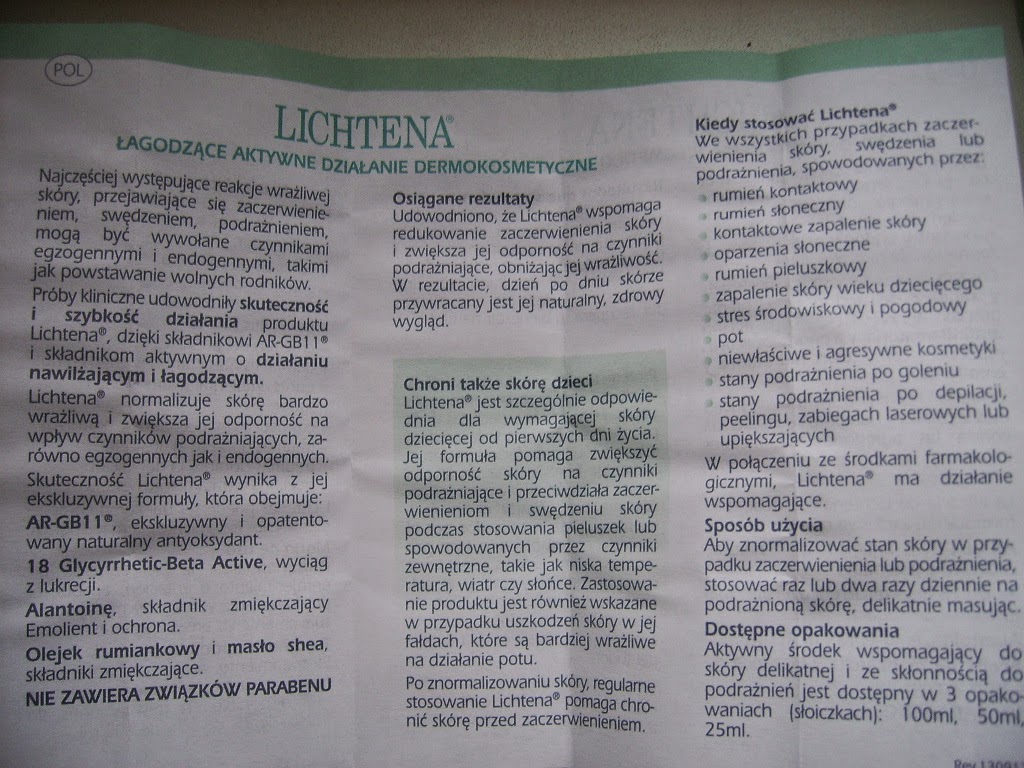 POL
LICHTENA®
ŁAGODZĄCE AKTYWNE DZIAŁANIE DERMOKOSMETYCZNE
Najczęściej występujące reakcje wrażliwej
skóry, przejawiające się zaczerwienie-
niem, swędzeniem, podrażnieniem,
mogą być wywołane czynnikami
egzogennymi i endogennymi, takimi
jak powstawanie wolnych rodników.
Próby kliniczne udowodniły skuteczność
i szybkość działania produktu
Lichtena®, dzięki składnikowi AR-GB11®
i składnikom aktywnym o działaniu
nawilżającym i łagodzącym.
Lichtena® normalizuje skórę bardzo
wrażliwą i zwiększa jej odporność na
wpływ czynników podrażniających, za-
równo egzogennych jak i endogennych.
Skuteczność Lichtena® wynika z jej
ekskluzywnej formuły, która obejmuje:
AR-GB11®, ekskluzywny i opatento-
wany naturalny antyoksydant.
18 Glycyrrhetic-Beta Active, wyciąg
z lukrecji.
Alantoinę, składnik zmiękczający
Emolient i ochrona.
Olejek rumiankowy i masło shea,
składniki zmiękczające.
NIE ZAWIERA ZWIĄZKÓW PARABENU
Osiągane rezultaty
Udowodniono, że Lichtena® wspomaga
redukowanie zaczerwienienia skóry
i zwiększa jej odporność na czynniki
podrażniające, obniżając jej wrażliwość.
W rezultacie, dzień po dniu skórze
przywracany jest jej naturalny, zdrowy
wygląd.
Chroni także skórę dzieci
Lichtena® jest szczególnie odpowie-
dnia dla wymagającej skóry
dziecięcej od pierwszych dni życia.
Jej formuła pomaga zwiększyć
odporność skóry na czynniki
podrażniające i przeciwdziała zaczer-
wienieniom i swędzeniu skóry
podczas stosowania pieluszek lub
spowodowanych przez czynniki
zewnętrzne, takie jak niska tempe-
ratura, wiatr czy słońce. Zastosowa-
nie produktu jest również wskazane
w przypadku uszkodzeń skóry w jej
fałdach, które są bardziej wrażliwe
na działanie potu.
Po znormalizowaniu skóry, regularne
stosowanie Lichtena® pomaga chro-
nić skórę przed zaczerwienieniem.
Kiedy stosować Lichtena®
We wszystkich przypadkach zaczer-
wienienia skóry, swędzenia lub
podrażnienia, spowodowanych przez:
• rumień kontaktowy
• rumień słoneczny
• kontaktowe zapalenie skóry
• oparzenia słoneczne
• rumień pieluszkowy
• zapalenie skóry wieku dziecięcego
• stres środowiskowy i pogodowy
• pot
• niewłaściwe i agresywne kosmetyki
• stany podrażnienia po goleniu
• stany podrażnienia po depilacji,
peelingu, zabiegach laserowych lub
upiększających
W połączeniu ze środkami farmakolo-
gicznymi, Lichtena® ma działanie
wspomagające.
Sposób użycia
Aby znormalizować stan skóry w przy-
padku zaczerwienienia lub podrażnienia,
stosować raz lub dwa razy dziennie na
podrażnioną skórę, delikatnie masując.
Dostępne opakowania
Aktywny środek wspomagający do
skóry delikatnej i ze skłonnością do
podrażnień jest dostępny w 3 opako-
waniach (słoiczkach): 100ml, 50ml,
25ml.
Rev